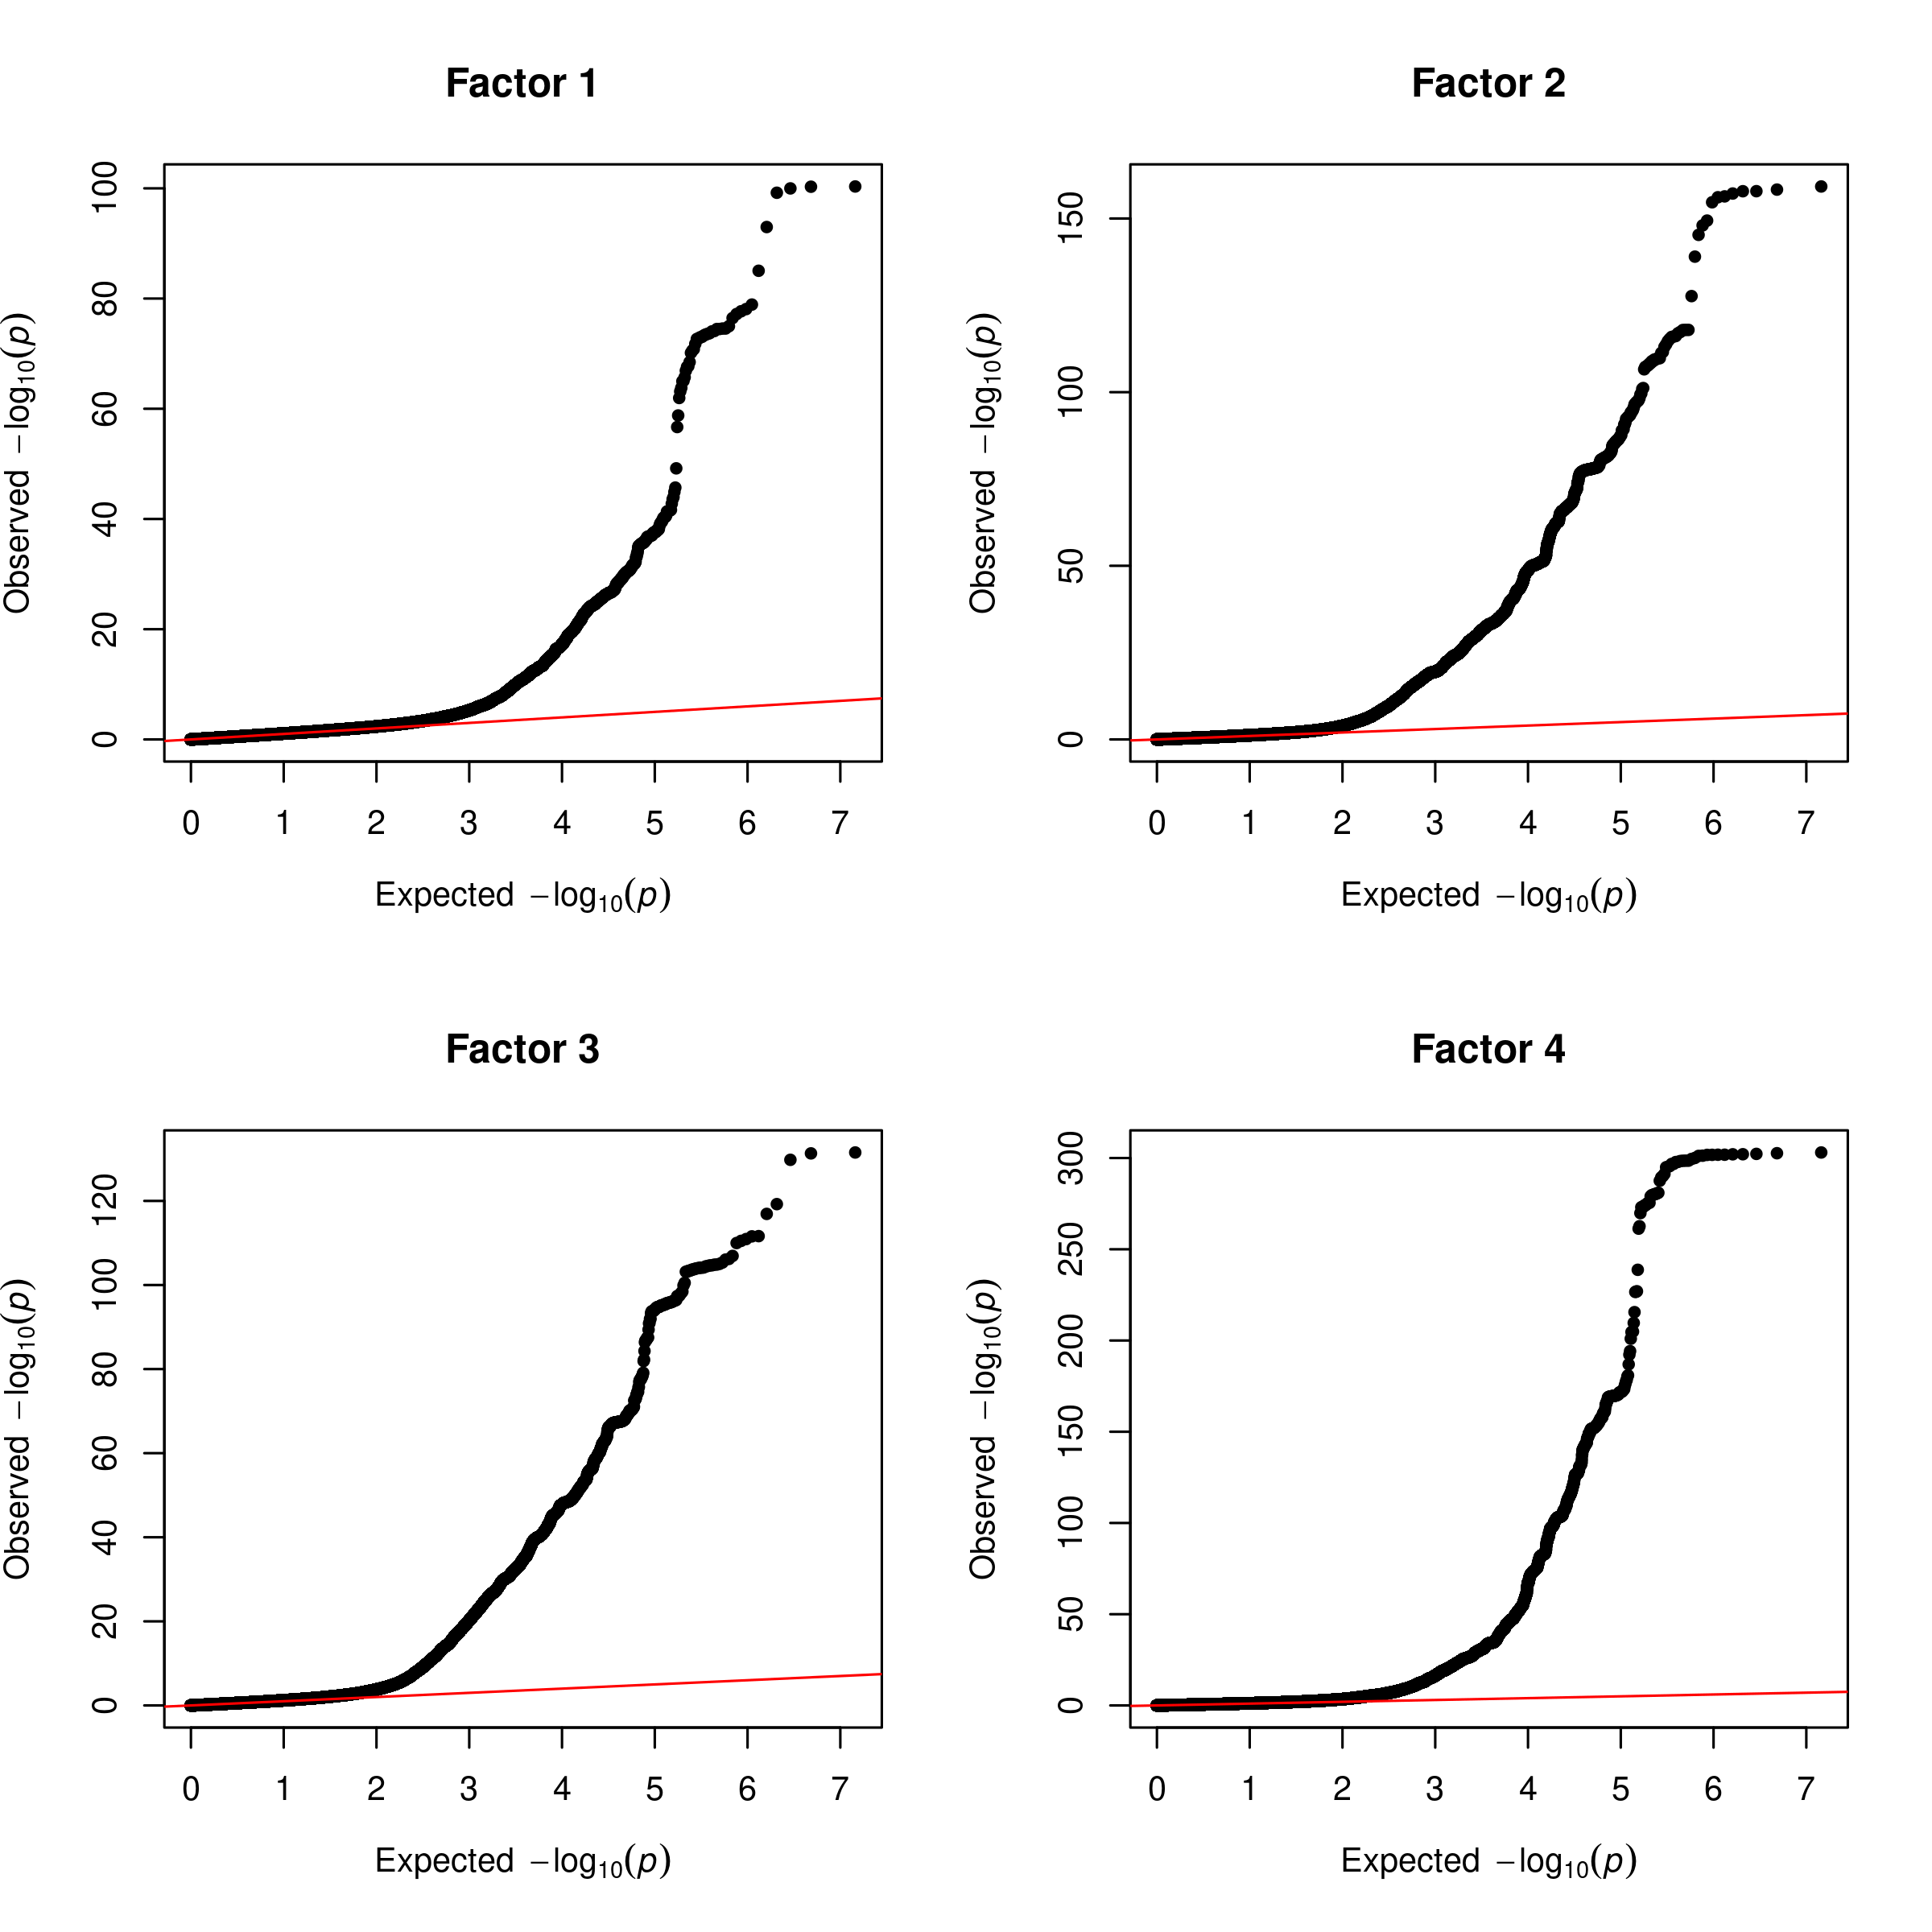 Factor 1
Observed −log10(p)
100
80
60
40
20
0
0 1 2 3 4 5 6 7
Expected −log10(p)
Factor 2
Observed −log10(p)
150
100
50
0
0 1 2 3 4 5 6 7
Expected −log10(p)
Factor 3
Observed −log10(p)
120
100
80
60
40
20
0
0 1 2 3 4 5 6 7
Expected −log10(p)
Factor 4
Observed −log10(p)
300
250
200
150
100
50
0
0 1 2 3 4 5 6 7
Expected −log10(p)